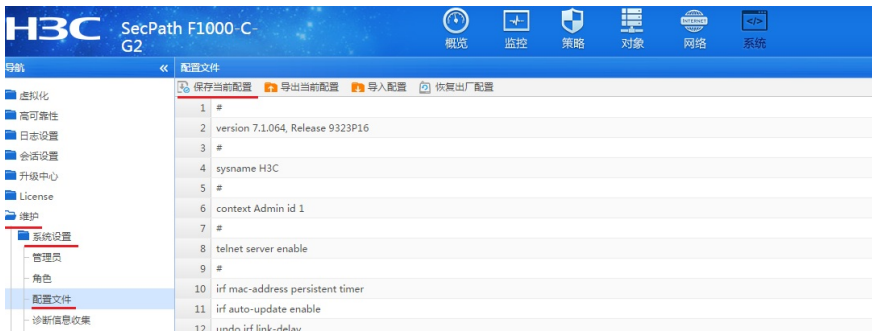 H3C SecPath F1000-C-G2
概览 监控 策略 对象 网络 系统
导航 «
配置文件
保存当前配置 导出当前配置 导入配置 恢复出厂配置
虚拟化
高可靠性
日志设置
会话设置
升级中心
License
维护
系统设置
管理员
角色
配置文件
诊断信息收集
1 #
2 version 7.1.064, Release 9323P16
3 #
4 sysname H3C
5 #
6 context Admin id 1
7 #
8 telnet server enable
9 #
10 irf mac-address persistent timer
11 irf auto-update enable
12 undo irf link-delay